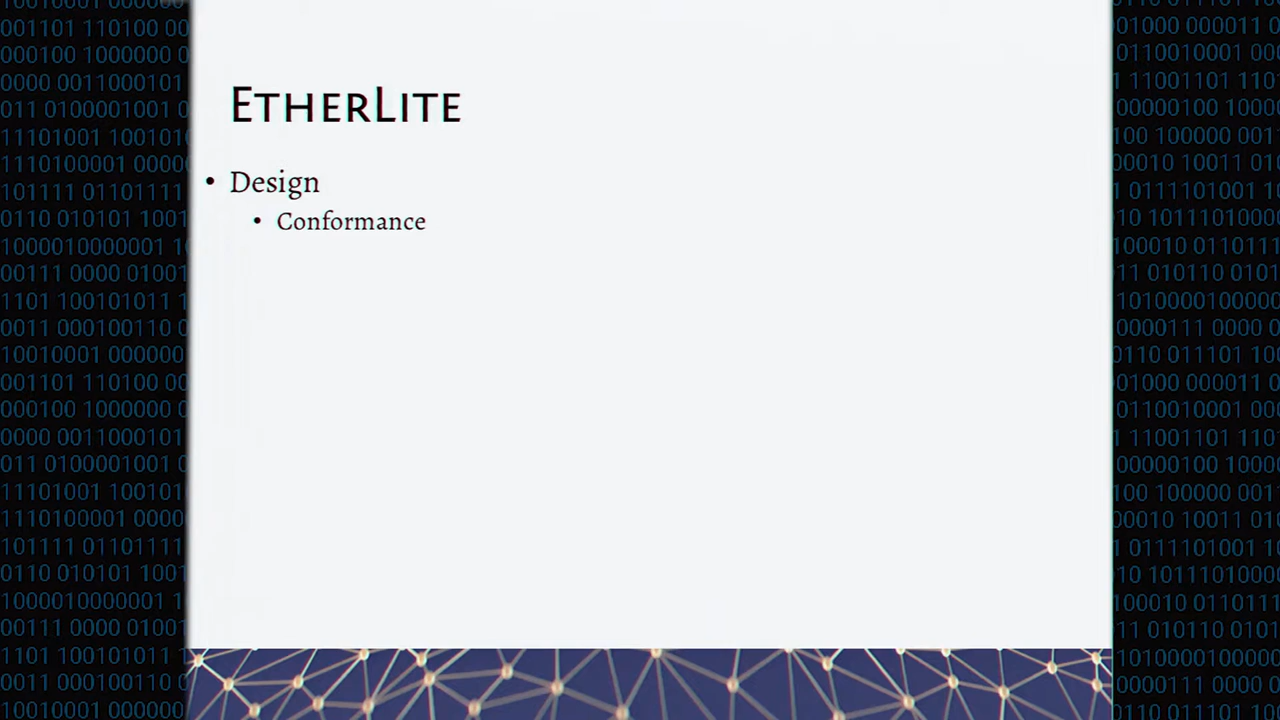 EtherLite
• Design
• Conformance